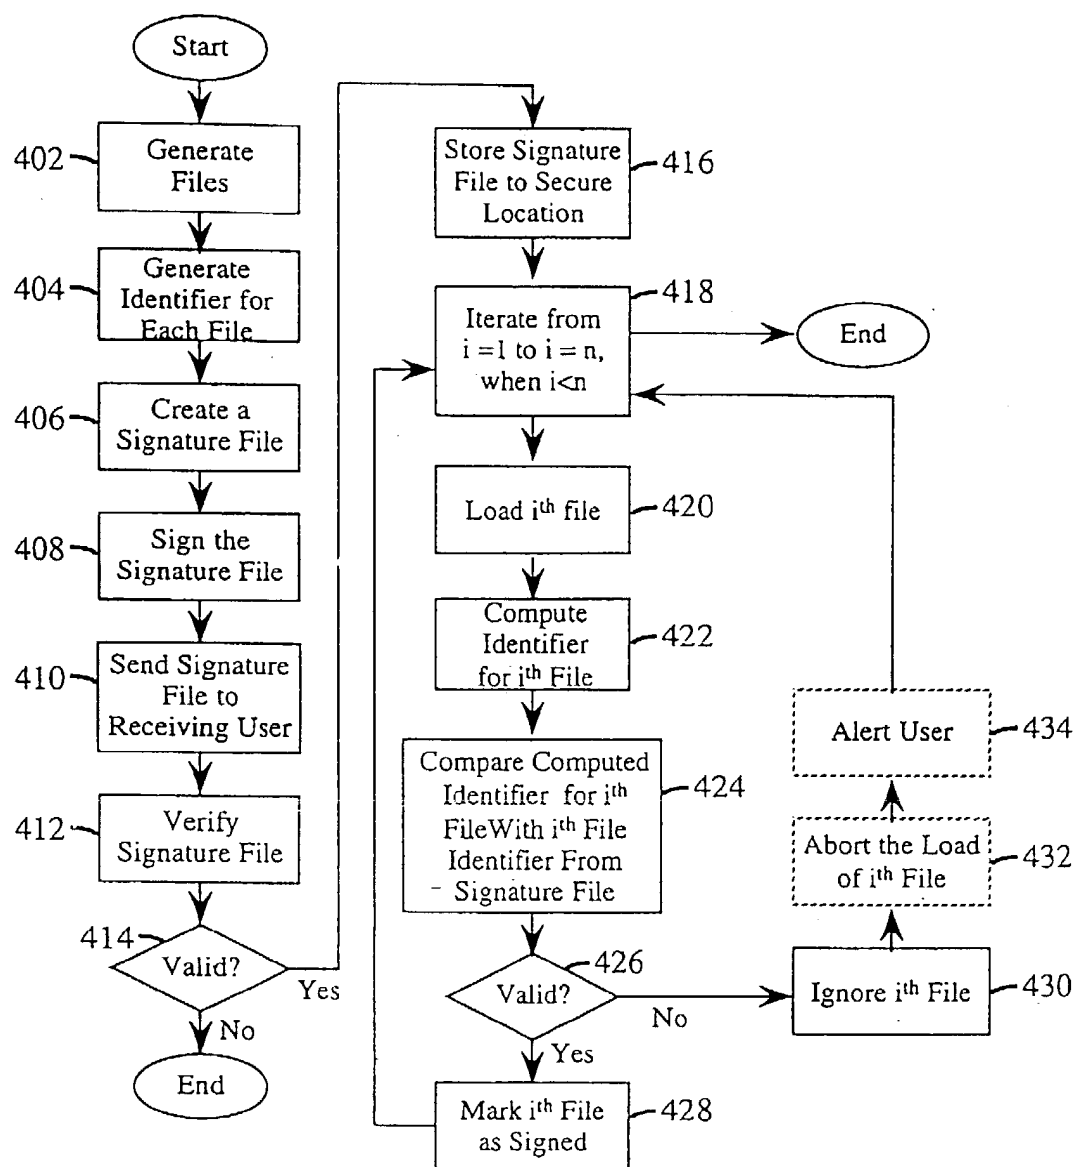 Start
402
Generate
Files
404
Generate
Identifier for
Each File
406
Create a
Signature File
408
Sign the
Signature File
410
Send Signature
File to
Receiving User
412
Verify
Signature File
414
Valid?
Yes
No
End
Store Signature
File to Secure
Location
416
Iterate from
i =1 to i = n,
when i<n
418
End
Load ith file
420
Compute
Identifier
for ith File
422
Compare Computed
Identifier for ith
FileWith ith File
Identifier From
Signature File
424
Valid?
426
No
Yes
Mark ith File
as Signed
428
Alert User
434
Abort the Load
of ith File
432
Ignore ith File
430